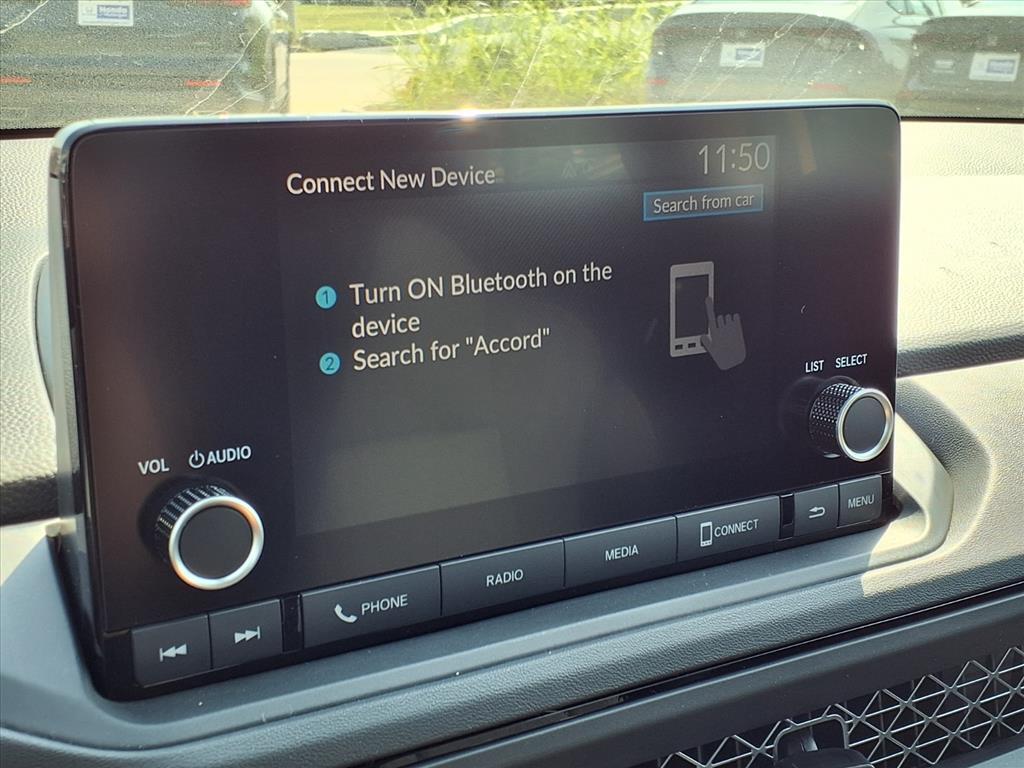 Connect New Device
11:50
Search from car
1 Turn ON Bluetooth on the
device
2 Search for "Accord"
LIST SELECT
VOL AUDIO
PHONE
RADIO
MEDIA
CONNECT
MENU